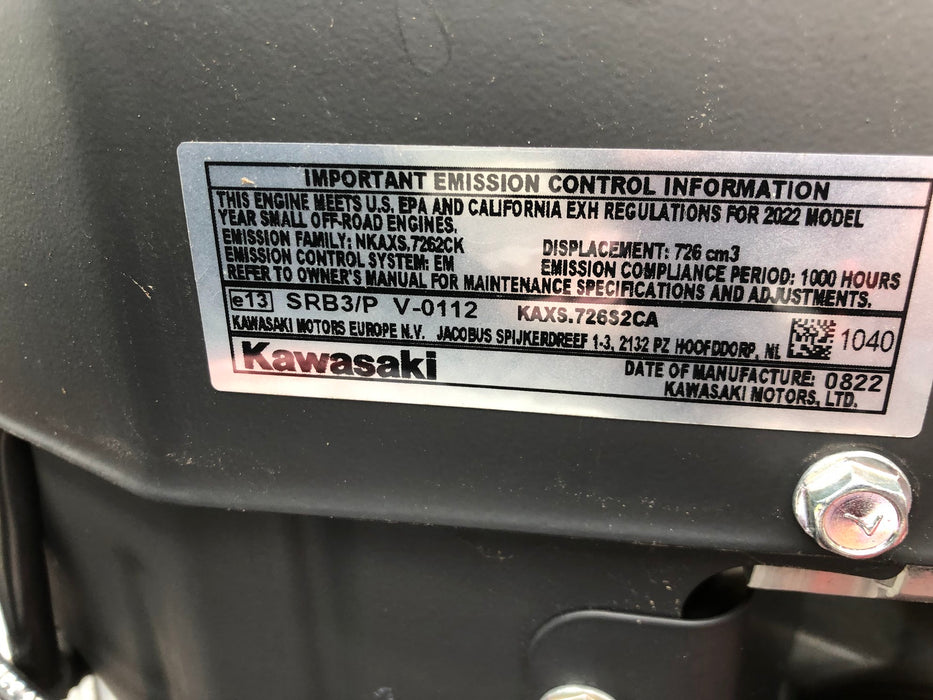 IMPORTANT EMISSION CONTROL INFORMATION
THIS ENGINE MEETS U.S. EPA AND CALIFORNIA EXH REGULATIONS FOR 2022 MODEL
YEAR SMALL OFF-ROAD ENGINES.
EMISSION FAMILY: NKAXS.7262CK DISPLACEMENT: 726 cm3
EMISSION CONTROL SYSTEM: EM EMISSION COMPLIANCE PERIOD: 1000 HOURS
REFER TO OWNER'S MANUAL FOR MAINTENANCE SPECIFICATIONS AND ADJUSTMENTS.
e13 SRB3/P V-0112 KAXS.726S2CA 1040
KAWASAKI MOTORS EUROPE N.V. JACOBUS SPIJKERDREEF 1-3, 2132 PZ HOOFDDORP, NL
Kawasaki DATE OF MANUFACTURE: 0822
KAWASAKI MOTORS, LTD.